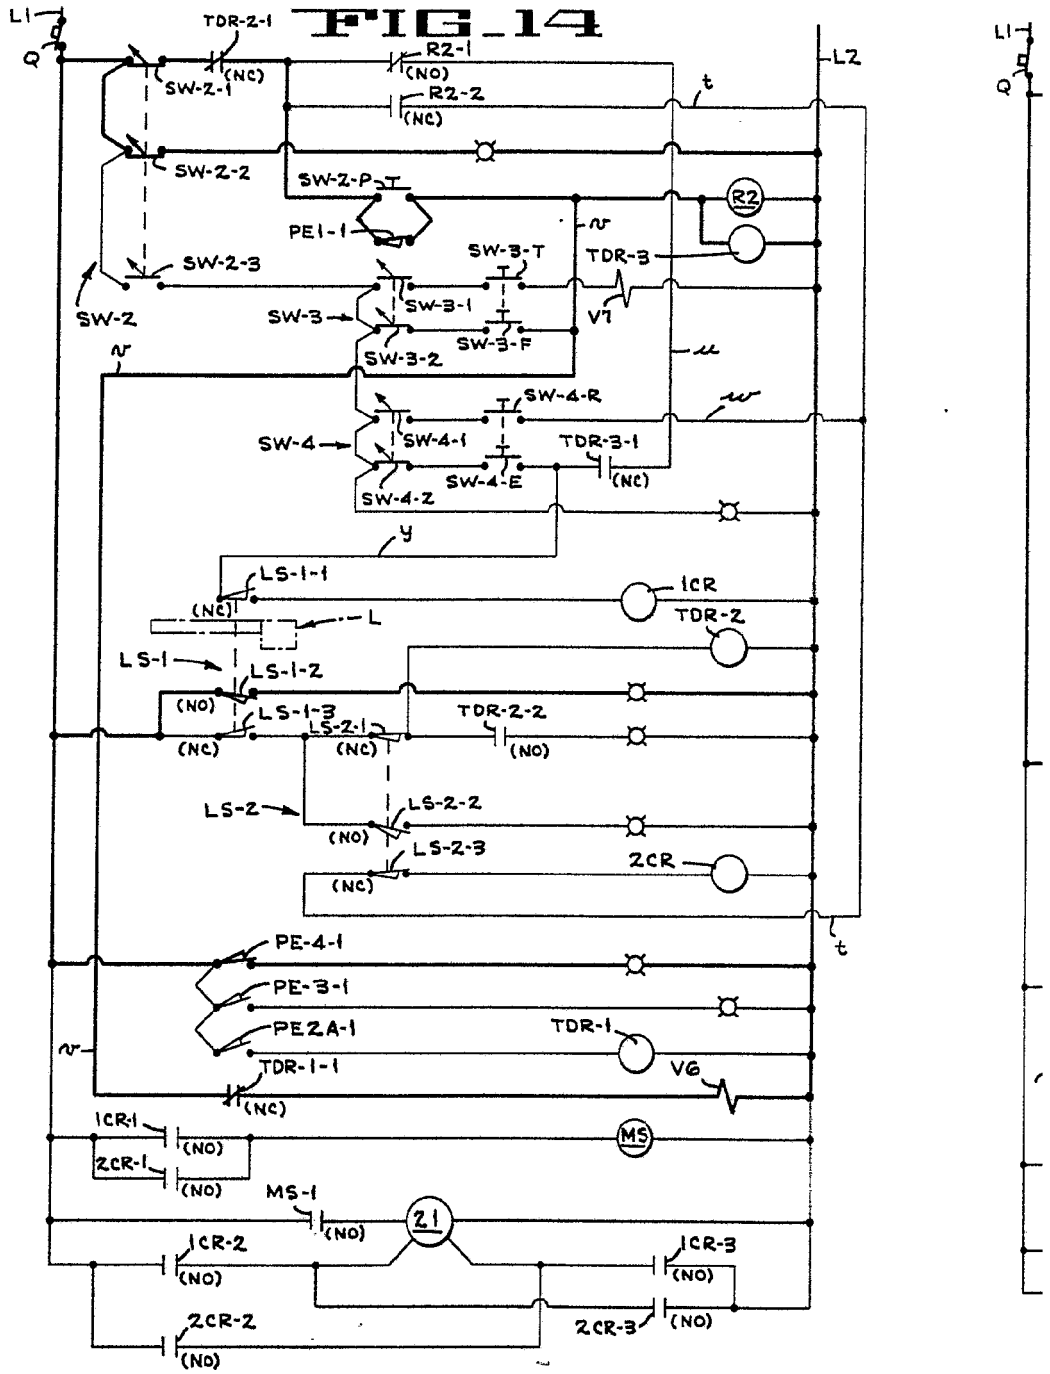 FIG_14
L1
Q
TDR-2-1
(NC)
SW-2-1
R2-1
(NO)
L2
R2-2
(NC)
t
SW-2-2
SW-2-P
R2
PE1-1
v
TDR-3
SW-2-3
SW-3-T
SW-2
SW-3
SW-3-1
V7
SW-3-2
SW-3-F
v
u
SW-4-R
w
SW-4
SW-4-1
TDR-3-1
(NC)
SW-4-2
SW-4-E
y
LS-1-1
(NC)
1CR
L
TDR-2
LS-1
LS-1-2
(NO)
LS-1-3
(NC)
LS-2-1
(NC)
TDR-2-2
(NO)
LS-2
LS-2-2
(NO)
LS-2-3
(NC)
2CR
t
PE-4-1
PE-3-1
PE2A-1
TDR-1
v
TDR-1-1
(NC)
V6
1CR-1
(NO)
MS
2CR-1
(NO)
MS-1
(NO)
21
1CR-2
(NO)
1CR-3
(NO)
2CR-2
(NO)
2CR-3
(NO)
L1
Q